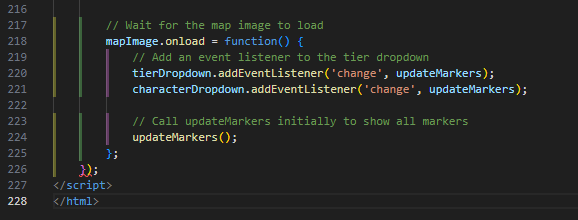 216
217 // Wait for the map image to load
218 mapImage.onload = function() {
219 // Add an event listener to the tier dropdown
220 tierDropdown.addEventListener('change', updateMarkers);
221 characterDropdown.addEventListener('change', updateMarkers);
222
223 // Call updateMarkers initially to show all markers
224 updateMarkers();
225 };
226 });
227 </script>
228 </html>